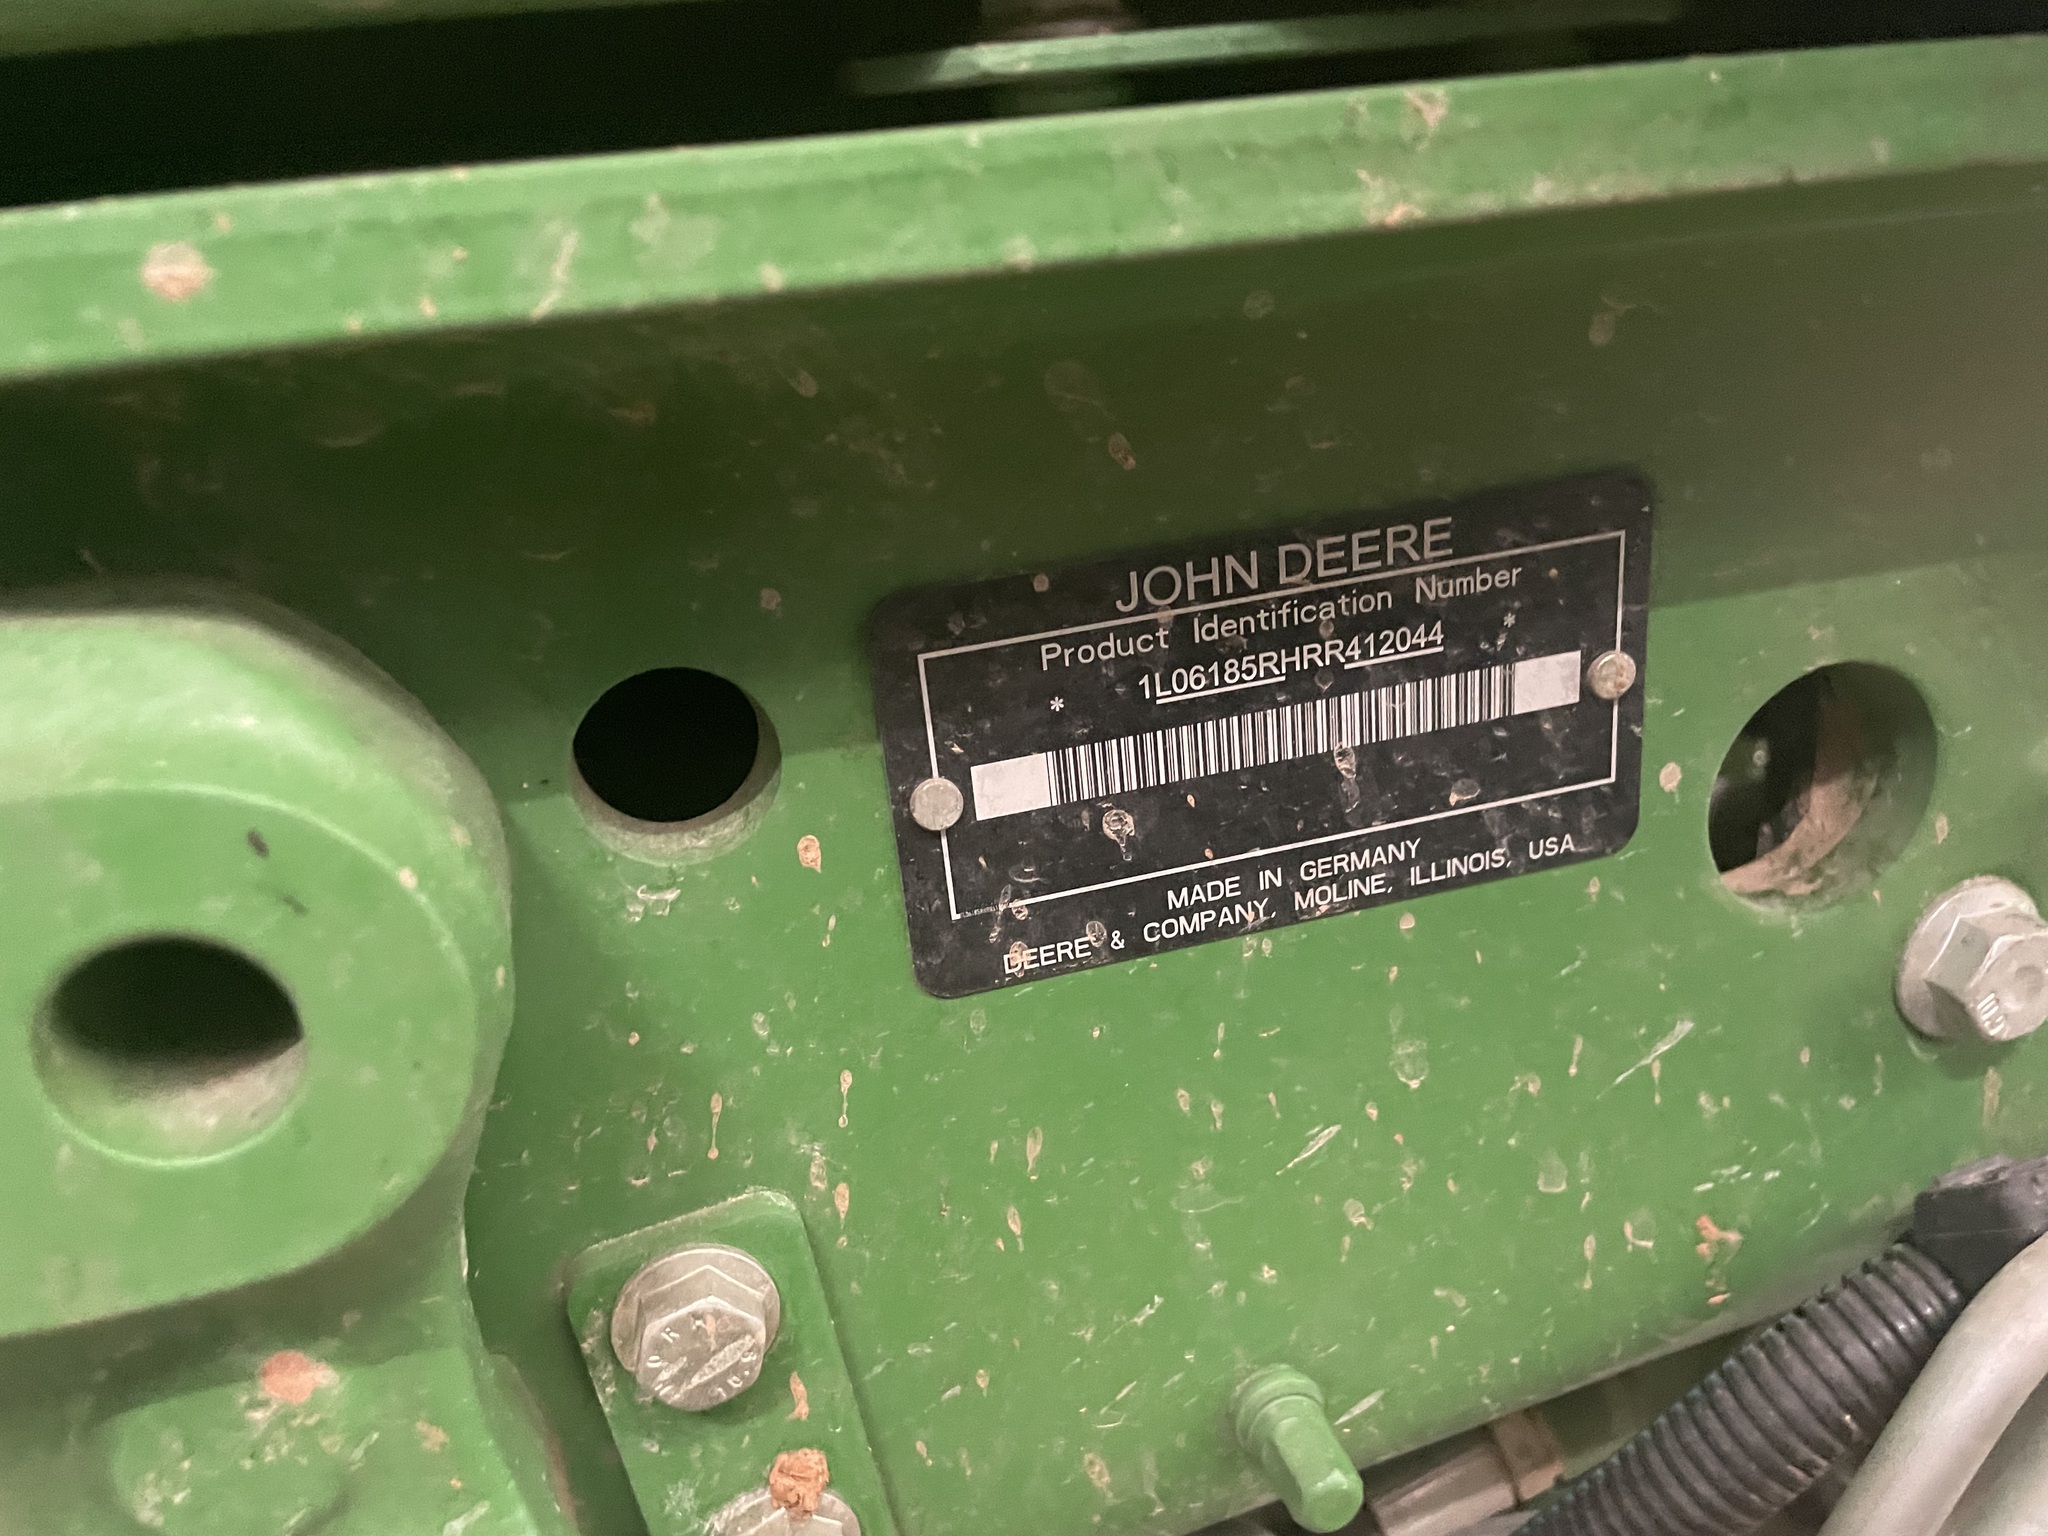 JOHN DEERE
Product Identification Number
* 1L06185RHRR412044 *
MADE IN GERMANY
DEERE & COMPANY, MOLINE, ILLINOIS, USA